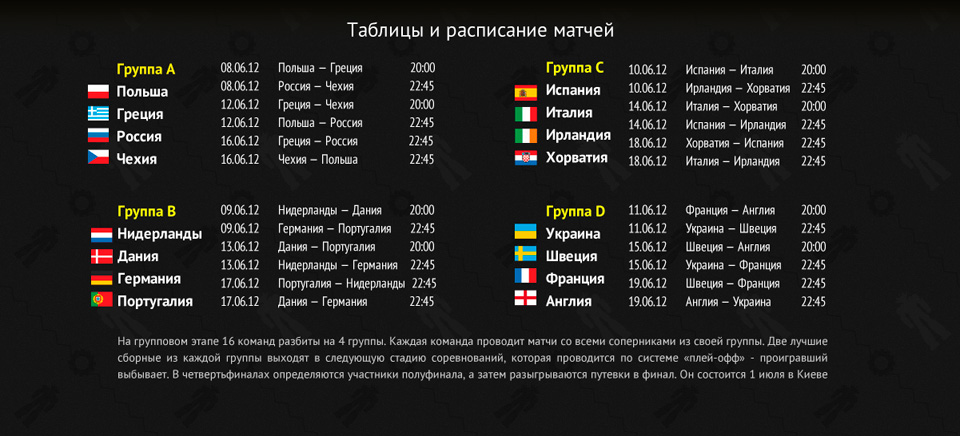 Таблицы и расписание матчей
Группа A
Польша
Греция
Россия
Чехия
08.06.12 Польша – Греция 20:00
08.06.12 Россия – Чехия 22:45
12.06.12 Греция – Чехия 20:00
12.06.12 Польша – Россия 22:45
16.06.12 Греция – Россия 22:45
16.06.12 Чехия – Польша 22:45
Группа C
Испания
Италия
Ирландия
Хорватия
10.06.12 Испания – Италия 20:00
10.06.12 Ирландия – Хорватия 22:45
14.06.12 Италия – Хорватия 20:00
14.06.12 Испания – Ирландия 22:45
18.06.12 Хорватия – Испания 22:45
18.06.12 Италия – Ирландия 22:45
Группа B
Нидерланды
Дания
Германия
Португалия
09.06.12 Нидерланды – Дания 20:00
09.06.12 Германия – Португалия 22:45
13.06.12 Дания – Португалия 20:00
13.06.12 Нидерланды – Германия 22:45
17.06.12 Португалия – Нидерланды 22:45
17.06.12 Дания – Германия 22:45
Группа D
Украина
Швеция
Франция
Англия
11.06.12 Франция – Англия 20:00
11.06.12 Украина – Швеция 22:45
15.06.12 Швеция – Англия 20:00
15.06.12 Украина – Франция 22:45
19.06.12 Швеция – Франция 22:45
19.06.12 Англия – Украина 22:45
На групповом этапе 16 команд разбиты на 4 группы. Каждая команда проводит матчи со всеми соперниками из своей группы. Две лучшие
сборные из каждой группы выходят в следующую стадию соревнований, которая проводится по системе «плей-офф» - проигравший
выбывает. В четвертьфиналах определяются участники полуфинала, а затем разыгрываются путевки в финал. Он состоится 1 июля в Киеве